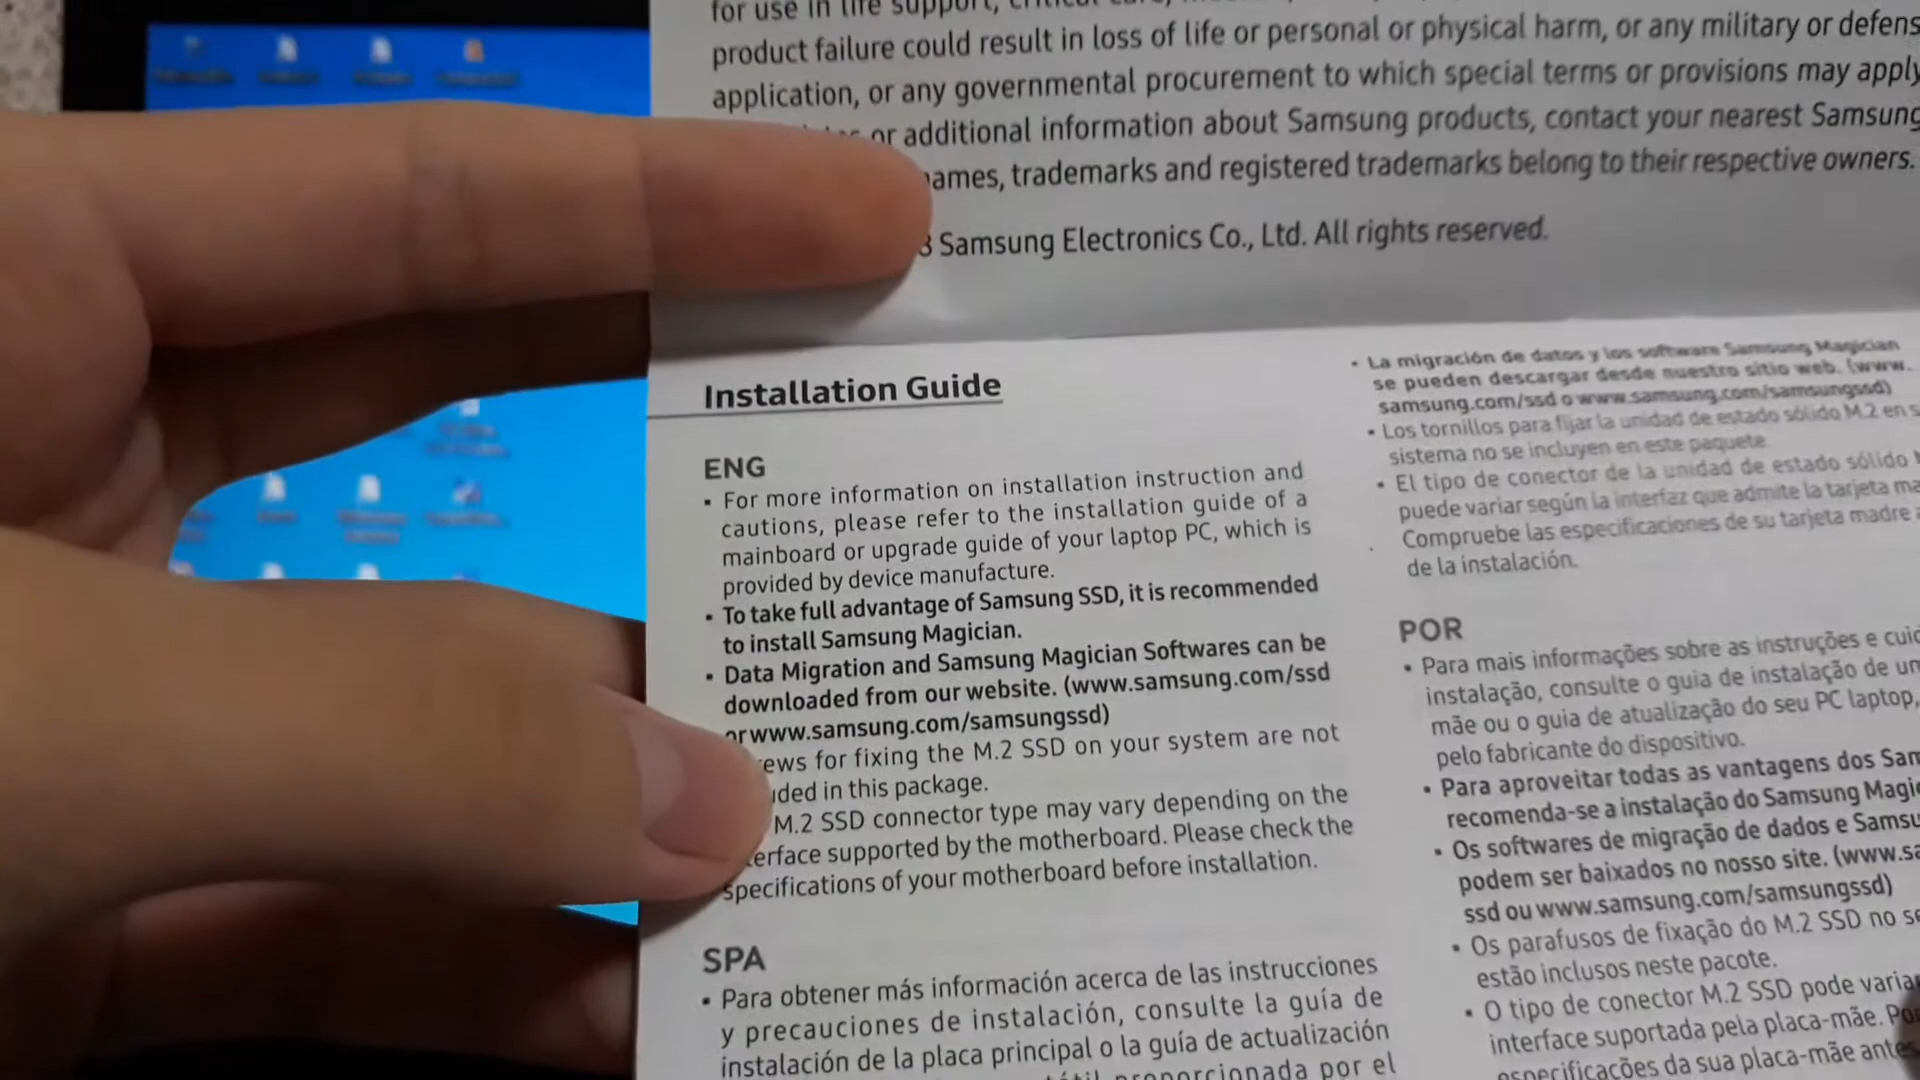 for use in life support,
product failure could result in loss of life or personal or physical harm, or any military or defens
application, or any governmental procurement to which special terms or provisions may apply
or additional information about Samsung products, contact your nearest Samsung
names, trademarks and registered trademarks belong to their respective owners.
3 Samsung Electronics Co., Ltd. All rights reserved.
Installation Guide
ENG
▪ For more information on installation instruction and
cautions, please refer to the installation guide of a
mainboard or upgrade guide of your laptop PC, which is
provided by device manufacture.
▪ To take full advantage of Samsung SSD, it is recommended
to install Samsung Magician.
▪ Data Migration and Samsung Magician Softwares can be
downloaded from our website. (www.samsung.com/ssd
or www.samsung.com/samsungssd)
ews for fixing the M.2 SSD on your system are not
uded in this package.
M.2 SSD connector type may vary depending on the
erface supported by the motherboard. Please check the
specifications of your motherboard before installation.
SPA
▪ Para obtener más información acerca de las instrucciones
y precauciones de instalación, consulte la guía de
instalación de la placa principal o la guía de actualización
proporcionada por el
▪ La migración de datos y los software Samsung Magician
se pueden descargar desde nuestro sitio web. (www.
samsung.com/ssd o www.samsung.com/samsungssd)
▪ Los tornillos para fijar la unidad de estado sólido M.2 en s
sistema no se incluyen en este paquete.
▪ El tipo de conector de la unidad de estado sólido
puede variar según la interfaz que admite la tarjeta ma
Compruebe las especificaciones de su tarjeta madre a
de la instalación.
POR
▪ Para mais informações sobre as instruções e cuid
instalação, consulte o guia de instalação de um
mãe ou o guia de atualização do seu PC laptop,
pelo fabricante do dispositivo.
▪ Para aproveitar todas as vantagens dos Sam
recomenda-se a instalação do Samsung Magic
▪ Os softwares de migração de dados e Samsu
podem ser baixados no nosso site. (www.sa
ssd ou www.samsung.com/samsungssd)
▪ Os parafusos de fixação do M.2 SSD no se
estão inclusos neste pacote.
▪ O tipo de conector M.2 SSD pode varia
interface suportada pela placa-mãe. Po
especificações da sua placa-mãe antes